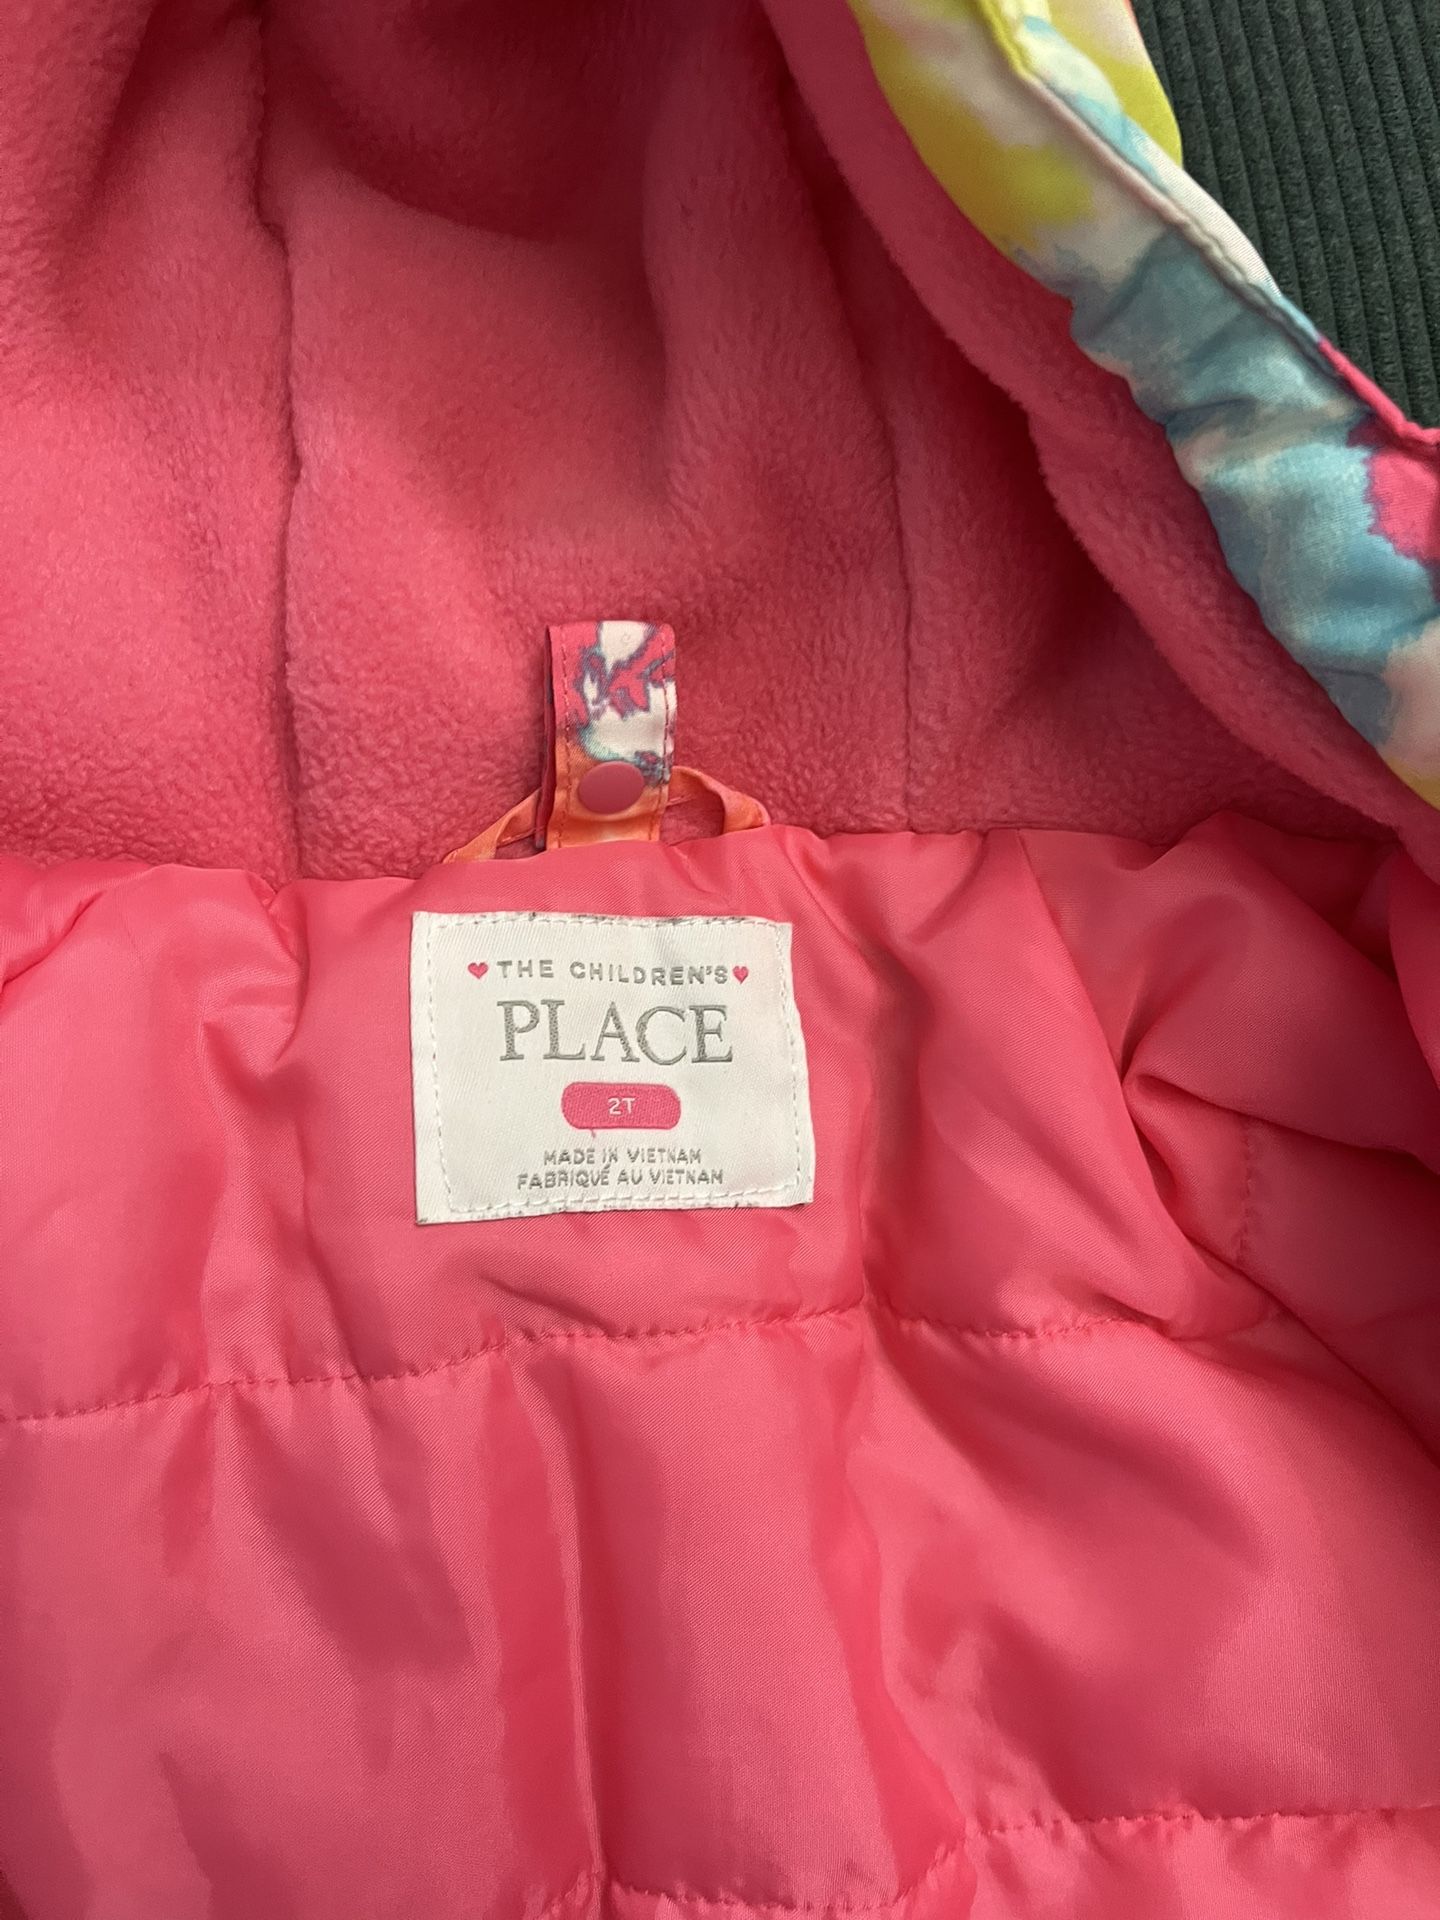 THE CHILDREN'S
PLACE
2T
MADE IN VIETNAM
FABRIQUÉ AU VIETNAM